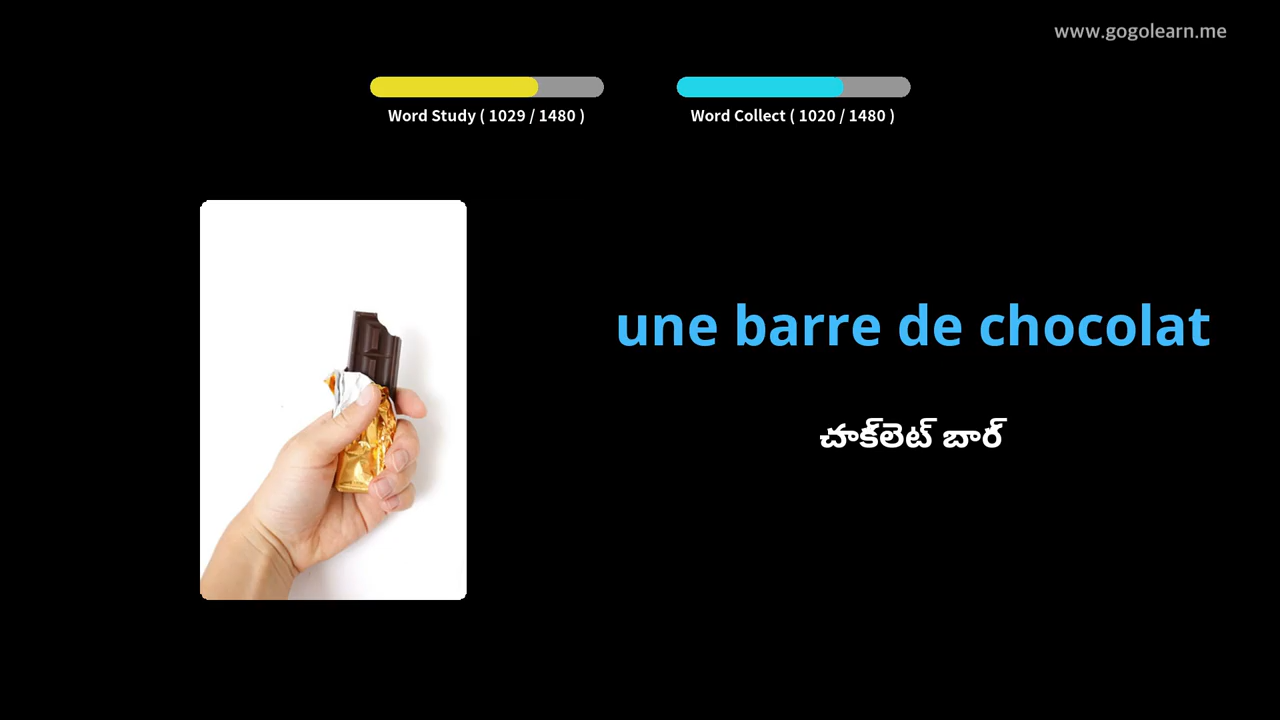 www.gogolearn.me
Word Study ( 1029 / 1480 )
Word Collect ( 1020 / 1480 )
une barre de chocolat
చాక్‌లెట్ బార్